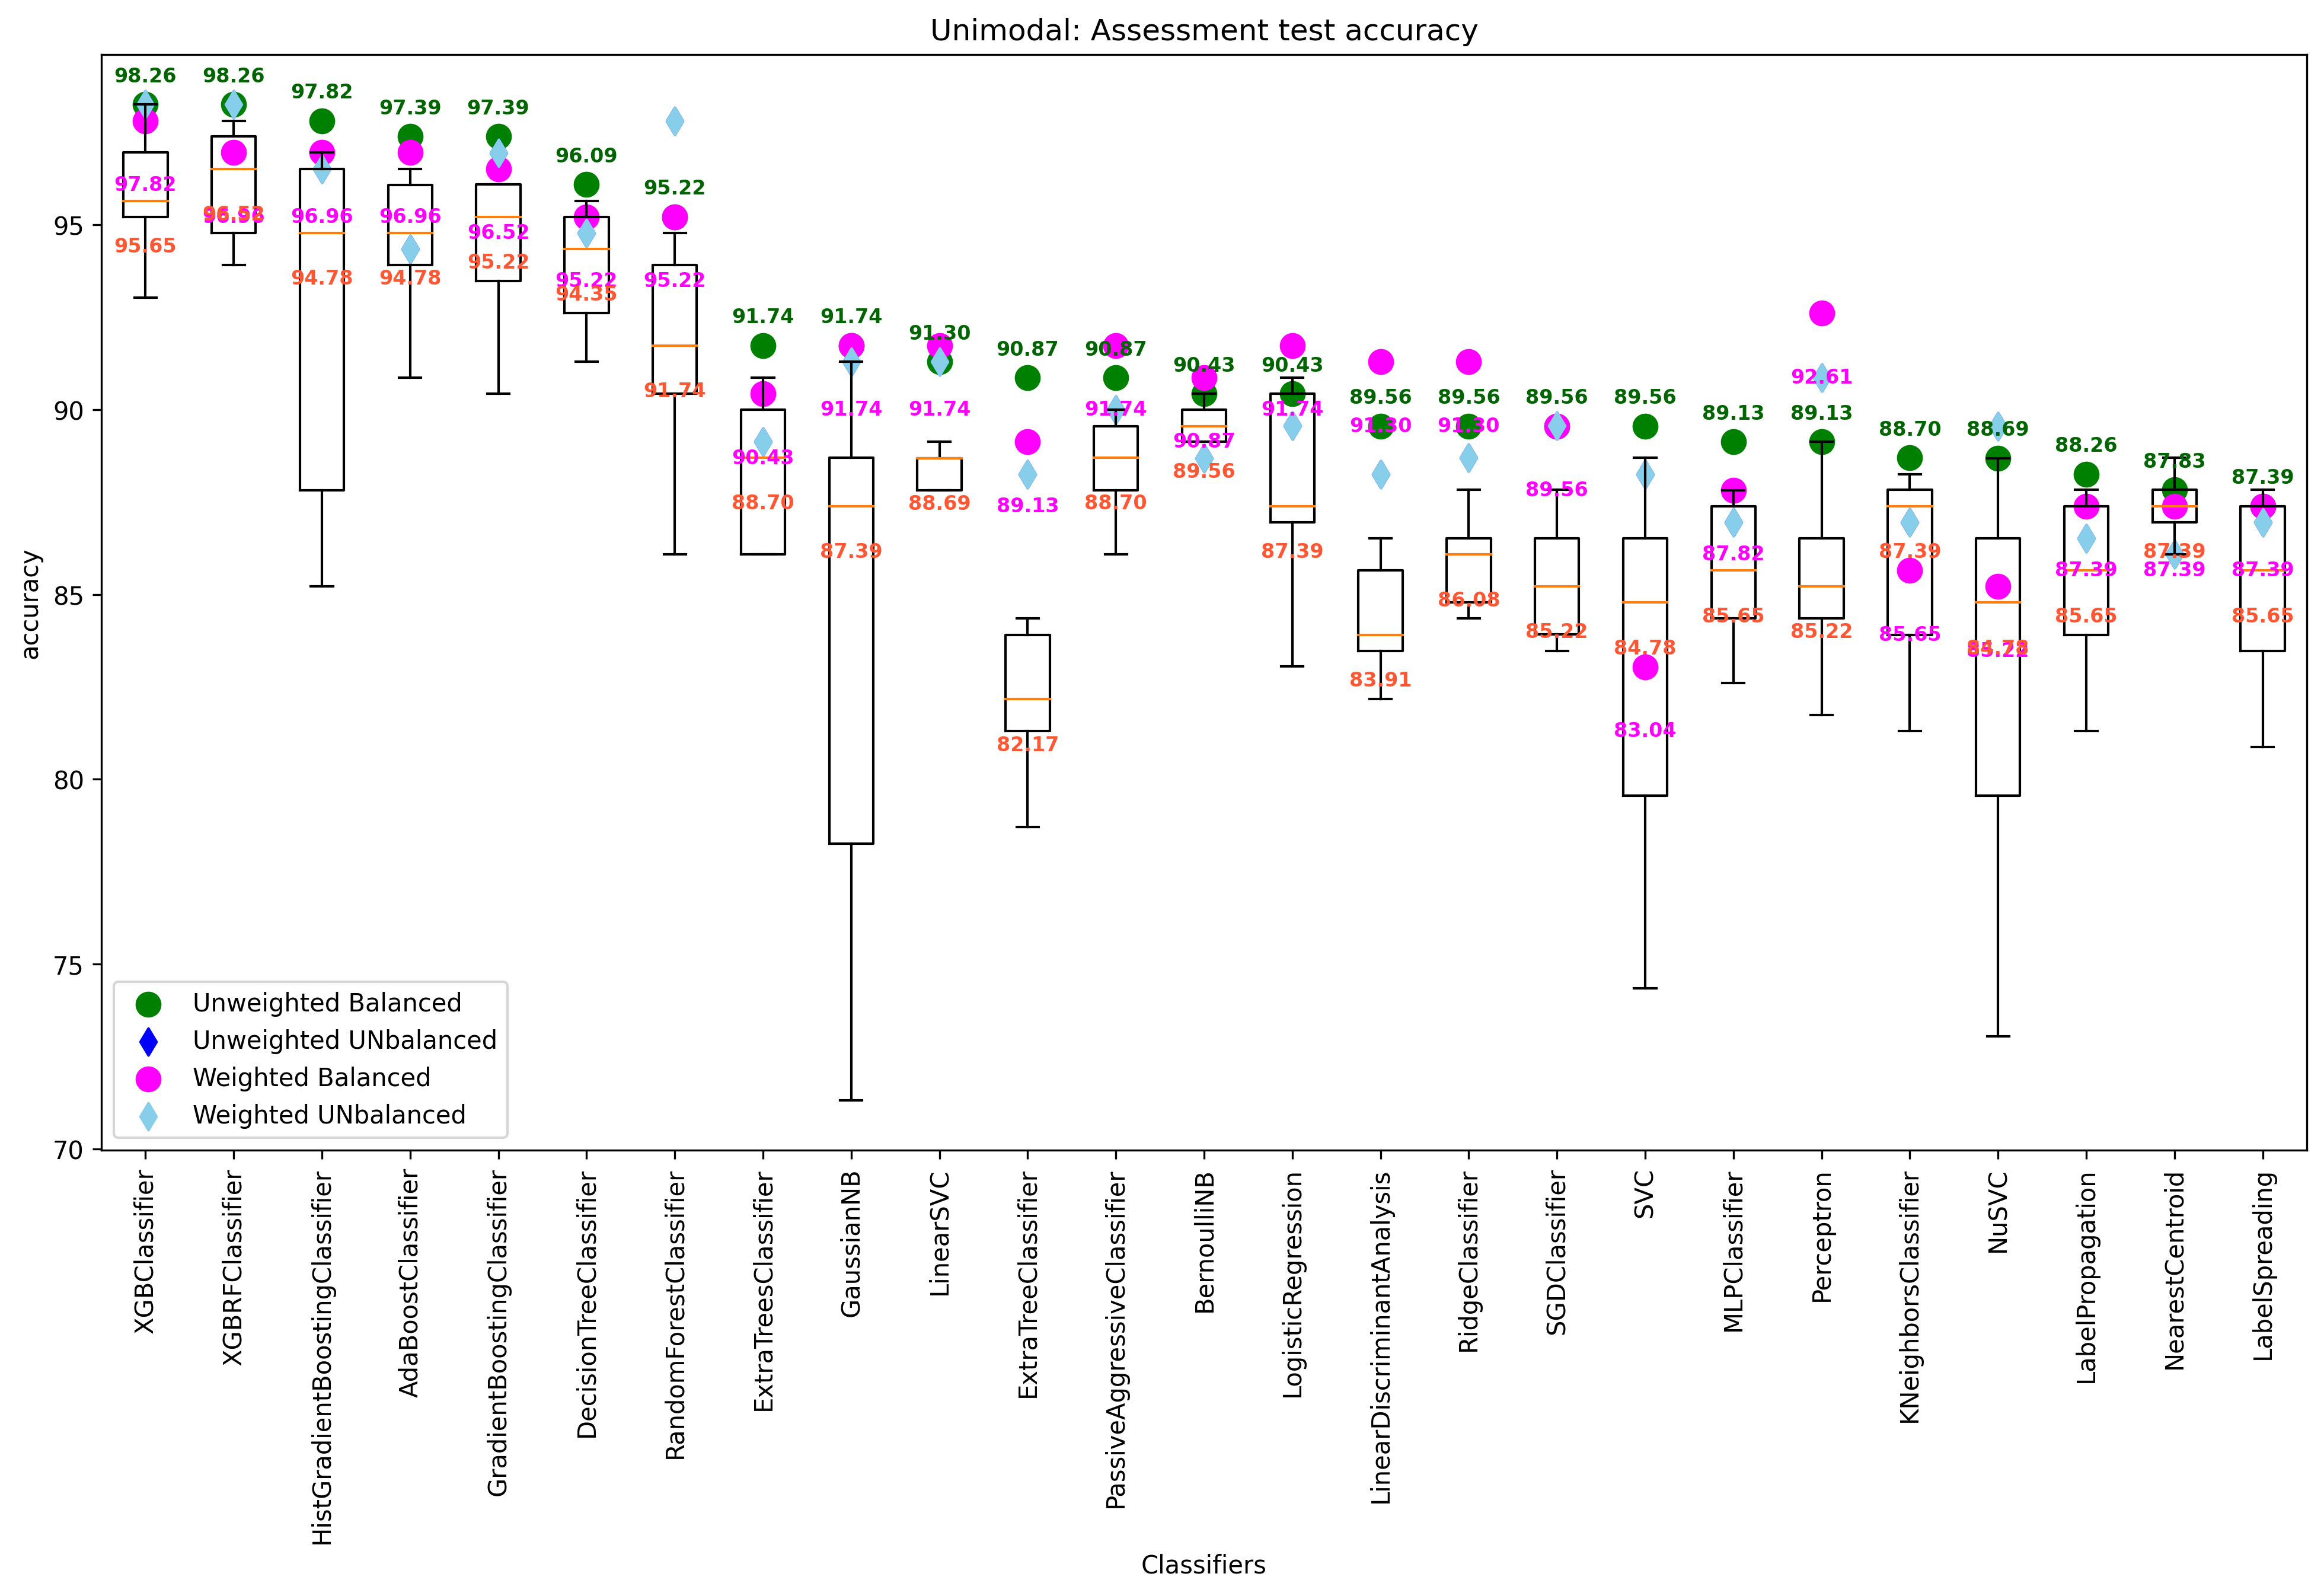 Unimodal: Assessment test accuracy
98.26 98.26 97.82 97.39 97.39 96.09 95.22 91.74 91.74 91.30 90.87 90.87 90.43 90.43 89.56 89.56 89.56 89.56 89.13 89.13 88.70 88.69 88.26 87.83 87.39
97.82 96.96 96.96 96.96 96.52 95.22 95.22 90.43 91.74 91.74 89.13 91.74 90.87 91.74 91.30 91.30 89.56 83.04 87.82 92.61 85.65 85.22 87.39 87.39 87.39
95.65 96.52 94.78 94.78 95.22 94.35 91.74 88.70 87.39 88.69 82.17 88.70 89.56 87.39 83.91 86.08 85.22 84.78 85.65 85.22 87.39 84.78 85.65 87.39 85.65
accuracy
95
90
85
80
75
70
Unweighted Balanced
Unweighted UNbalanced
Weighted Balanced
Weighted UNbalanced
XGBClassifier
XGBRFClassifier
HistGradientBoostingClassifier
AdaBoostClassifier
GradientBoostingClassifier
DecisionTreeClassifier
RandomForestClassifier
ExtraTreesClassifier
GaussianNB
LinearSVC
ExtraTreeClassifier
PassiveAggressiveClassifier
BernoulliNB
LogisticRegression
LinearDiscriminantAnalysis
RidgeClassifier
SGDClassifier
SVC
MLPClassifier
Perceptron
KNeighborsClassifier
NuSVC
LabelPropagation
NearestCentroid
LabelSpreading
Classifiers